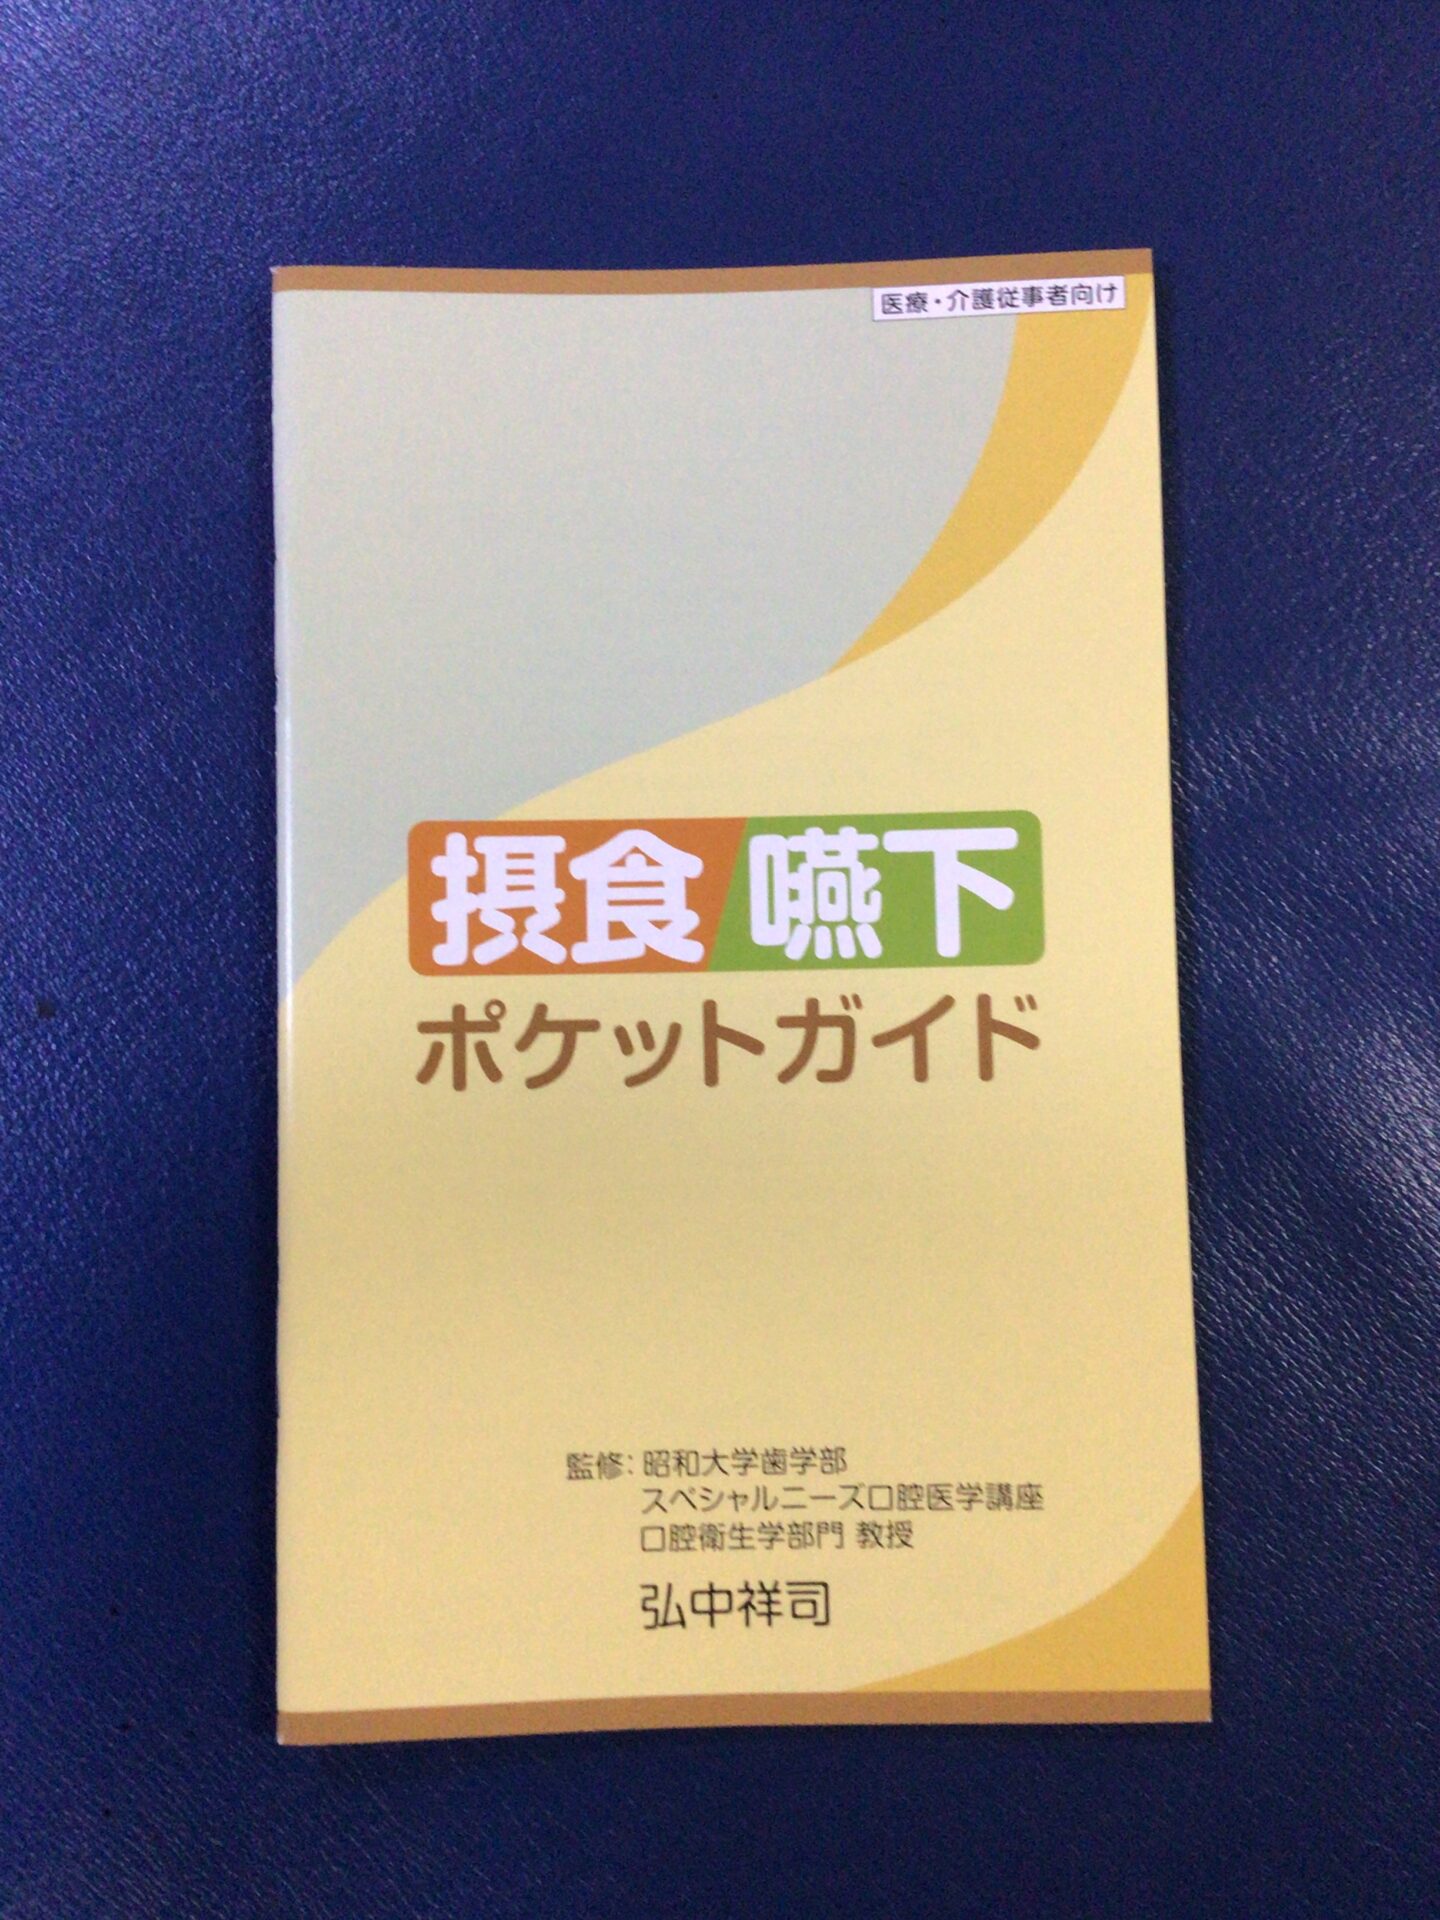 医療・介護従事者向け
摂食 嚥下
ポケットガイド
監修: 昭和大学歯学部
スペシャルニーズ口腔医学講座
口腔衛生学部門 教授
弘中祥司